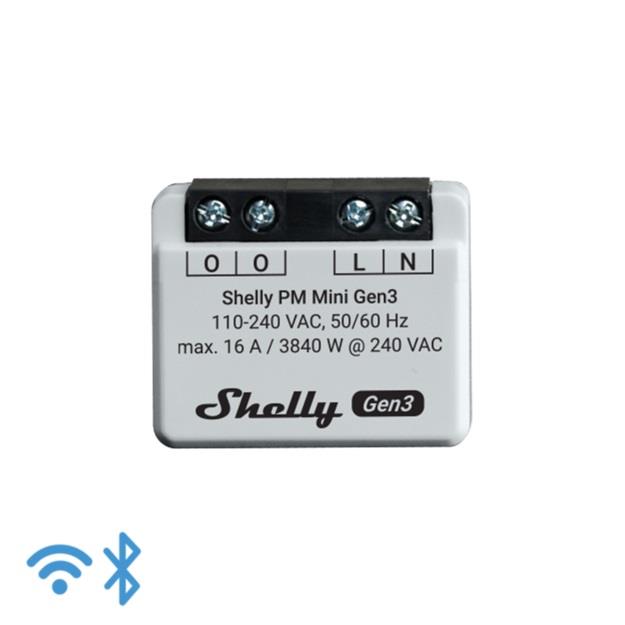 O O L N
Shelly PM Mini Gen3
110-240 VAC, 50/60 Hz
max. 16 A / 3840 W @ 240 VAC
Shelly Gen3